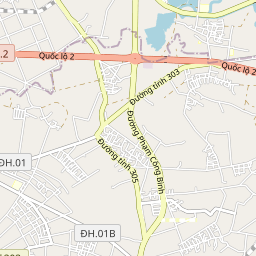 .2
Quốc lộ 2
Quốc lộ 2
Đường tỉnh 303
Đường Phạm Công Bình
Đường tỉnh 305
ĐH.01
ĐH.01B